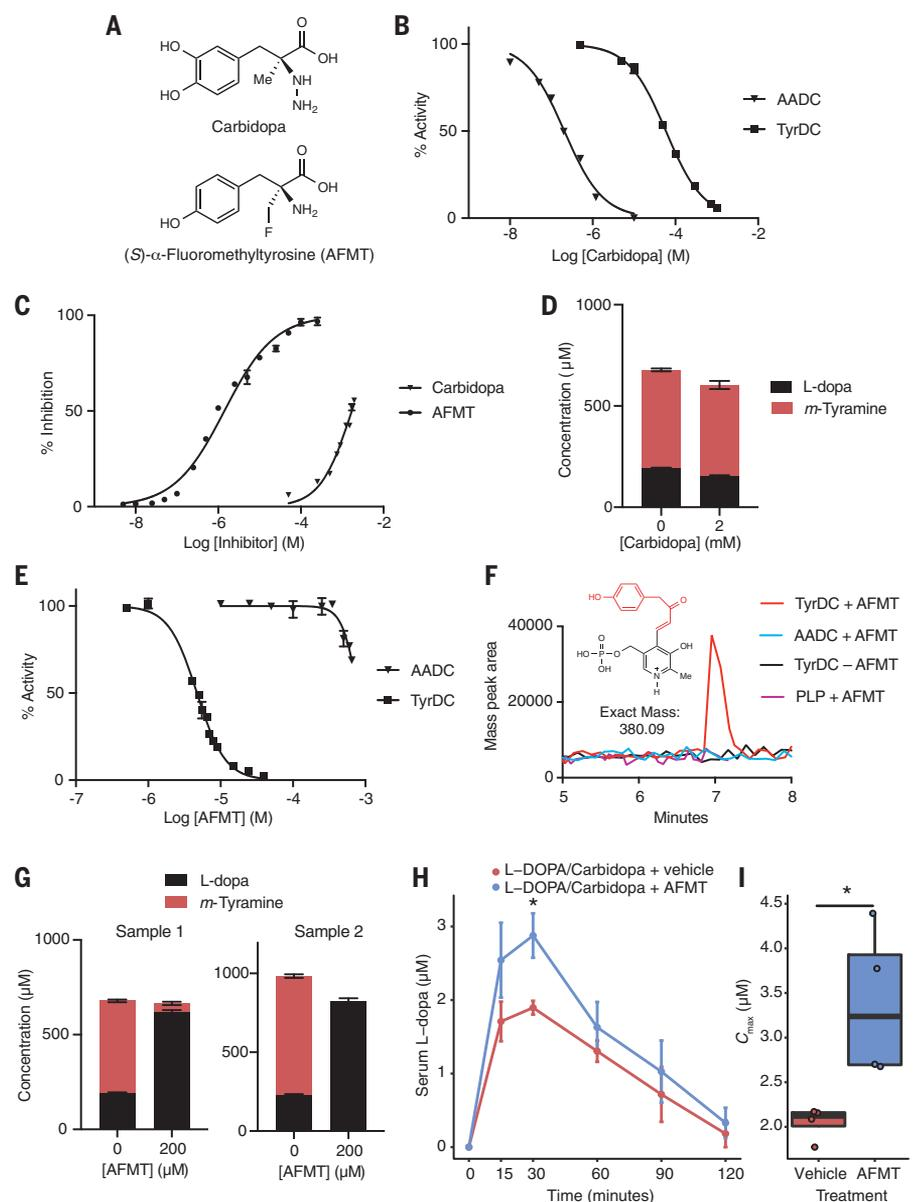 A
HO
HO
O
OH
Me
NH
NH2
Carbidopa
O
OH
NH2
HO
F
(S)-α-Fluoromethyltyrosine (AFMT)
B
100
50
0
% Activity
-8 -6 -4 -2
Log [Carbidopa] (M)
AADC
TyrDC
C
100
50
0
% Inhibition
-8 -6 -4 -2
Log [Inhibitor] (M)
Carbidopa
AFMT
D
1000
500
0
Concentration (µM)
0 2
[Carbidopa] (mM)
L-dopa
m-Tyramine
E
100
50
0
% Activity
-7 -6 -5 -4 -3
Log [AFMT] (M)
AADC
TyrDC
F
40000
20000
0
Mass peak area
HO
O
O
HO-P-O
OH
OH
N
+
H
Me
Exact Mass:
380.09
5 6 7 8
Minutes
TyrDC + AFMT
AADC + AFMT
TyrDC – AFMT
PLP + AFMT
G
L-dopa
m-Tyramine
Sample 1
Sample 2
1000
500
0
Concentration (µM)
0 200
[AFMT] (µM)
1000
500
0
0 200
[AFMT] (µM)
H
L–DOPA/Carbidopa + vehicle
L–DOPA/Carbidopa + AFMT
*
3
2
1
0
Serum L–dopa (µM)
0 15 30 60 90 120
Time (minutes)
I
*
4.5
4.0
3.5
3.0
2.5
2.0
Cmax (µM)
Vehicle AFMT
Treatment